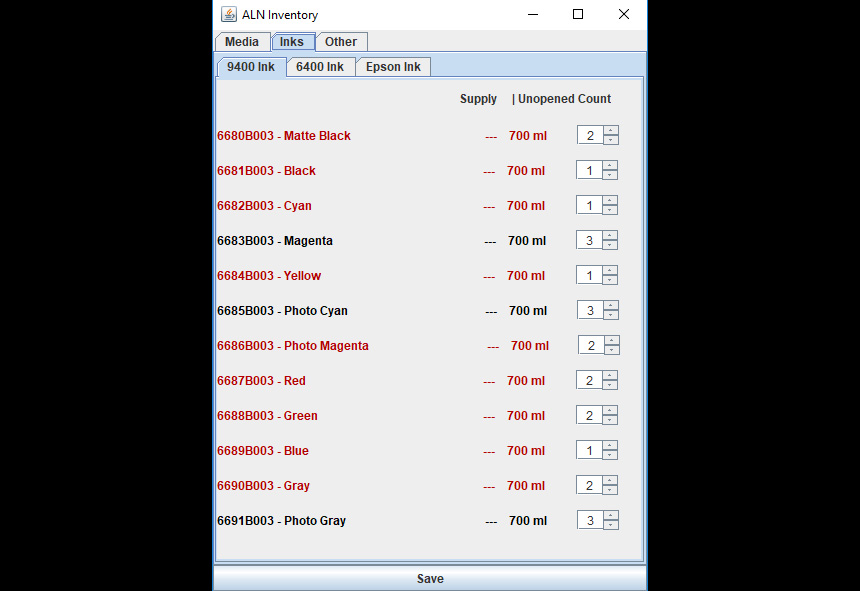 ALN Inventory
Media Inks Other
9400 Ink 6400 Ink Epson Ink
Supply | Unopened Count
6680B003 - Matte Black --- 700 ml 2
6681B003 - Black --- 700 ml 1
6682B003 - Cyan --- 700 ml 1
6683B003 - Magenta --- 700 ml 3
6684B003 - Yellow --- 700 ml 1
6685B003 - Photo Cyan --- 700 ml 3
6686B003 - Photo Magenta --- 700 ml 2
6687B003 - Red --- 700 ml 2
6688B003 - Green --- 700 ml 2
6689B003 - Blue --- 700 ml 1
6690B003 - Gray --- 700 ml 2
6691B003 - Photo Gray --- 700 ml 3
Save